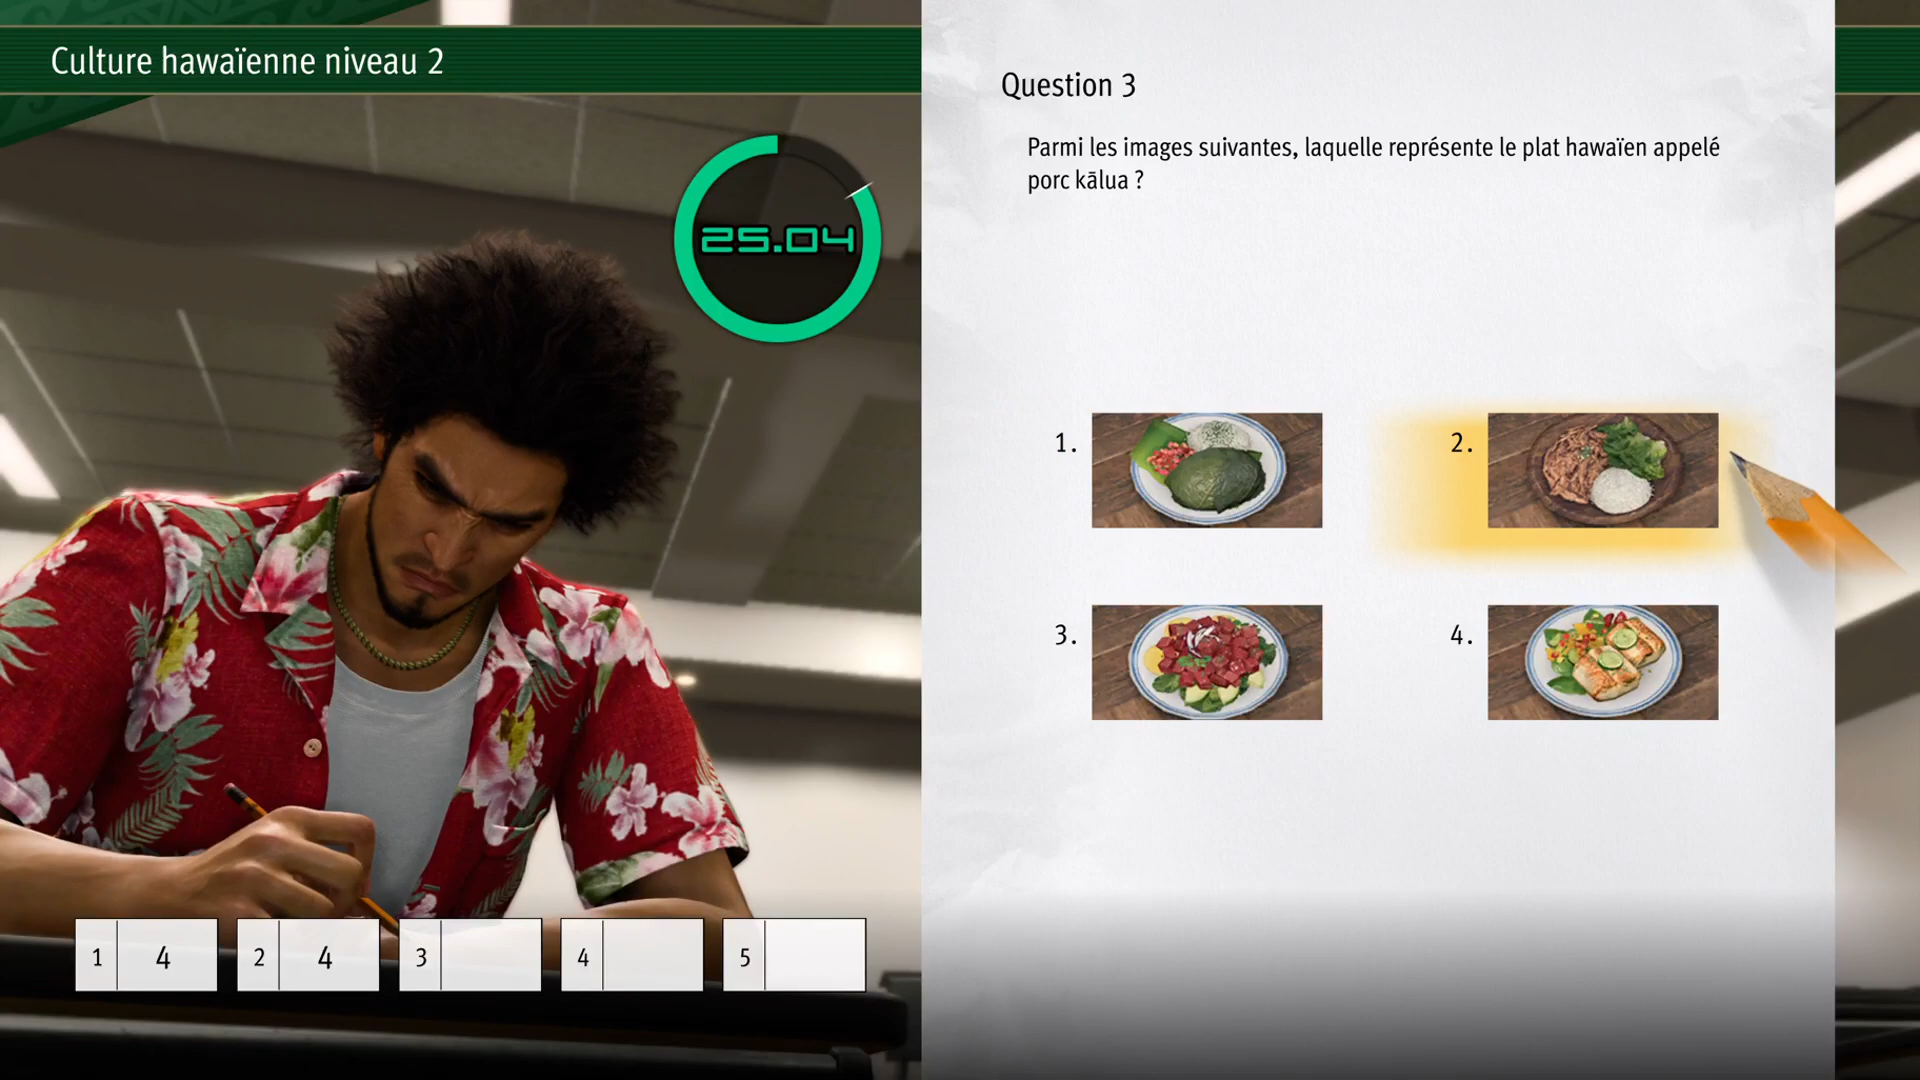 Culture hawaïenne niveau 2
25.04
Question 3
Parmi les images suivantes, laquelle représente le plat hawaïen appelé
porc kālua ?
1.
2.
3.
4.
1 4
2 4
3
4
5